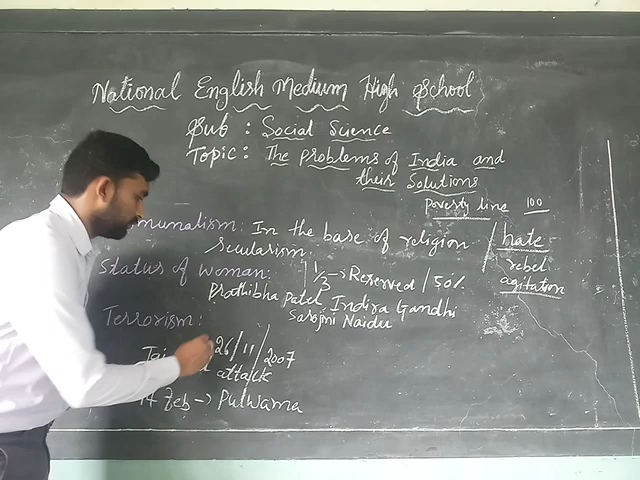 National English Medium High School
Sub : Social Science
Topic : The problems of India and
their Solutions
poverty line 100
munalism : In the base of religion / hate
secularism rebel
Status of woman : 1/3 → Reserved / 50% agitation
Prathibha Patel Indira Gandhi
Sarojni Naidu
Terrorism :
Taj 26/11/2007
attack
14 Feb → Pulwama